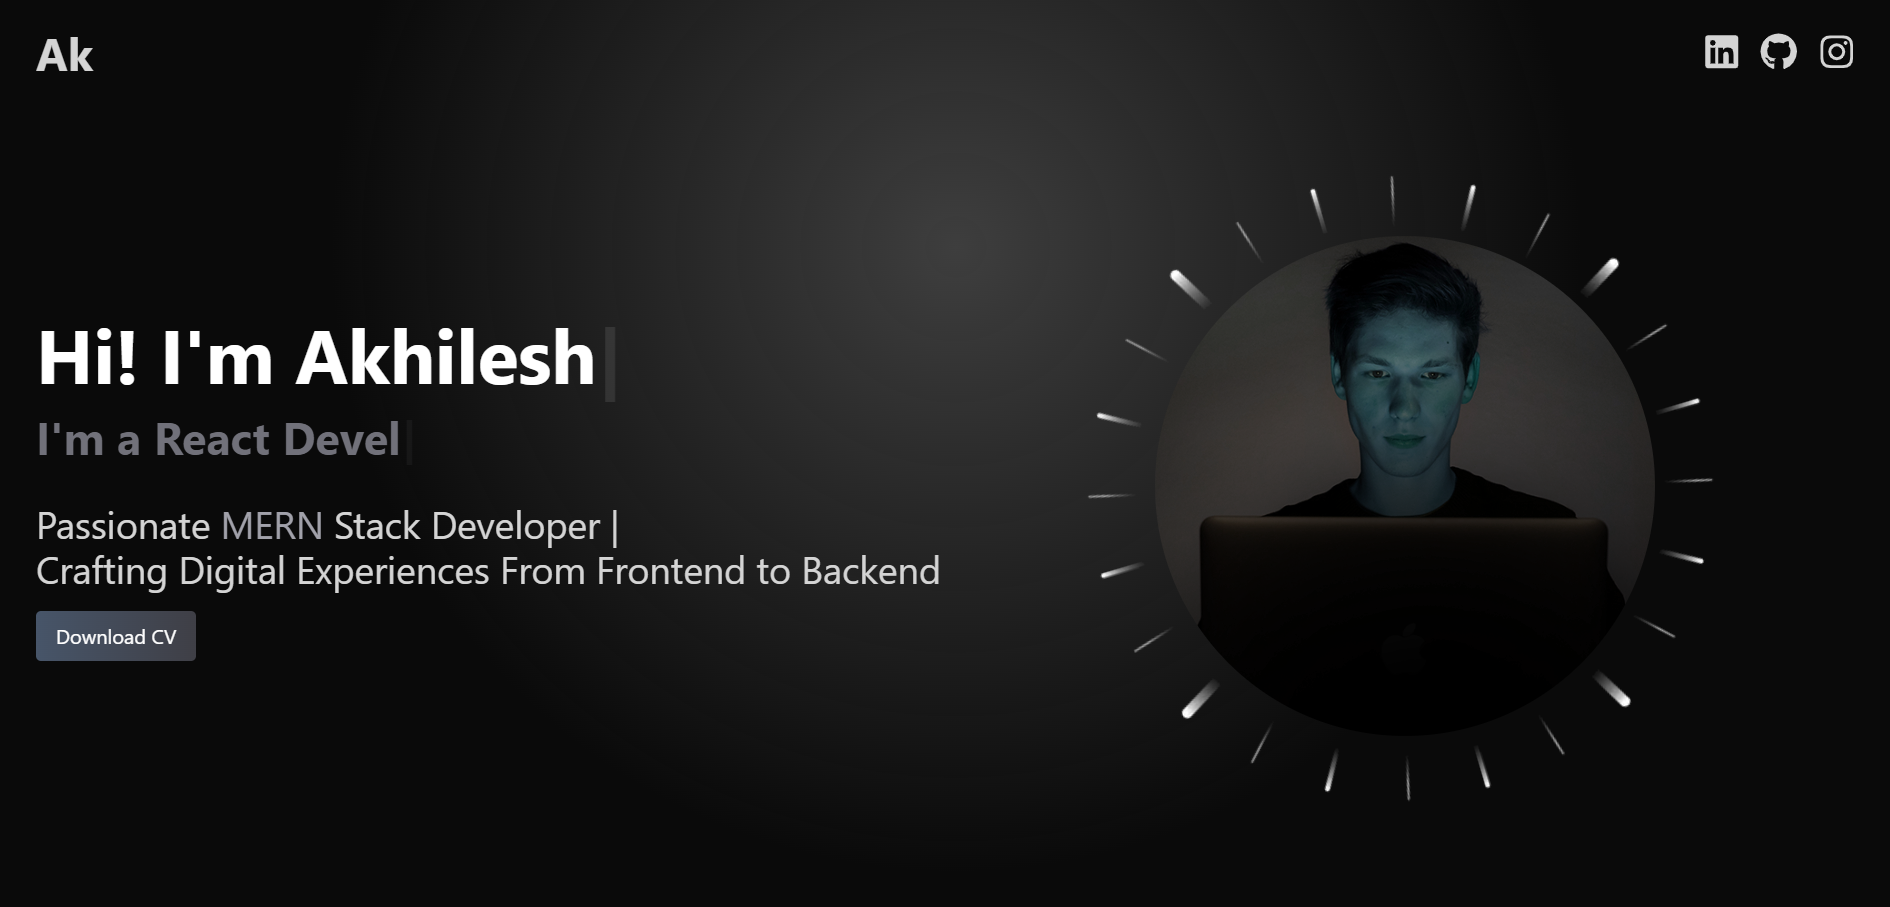 Ak
Hi! I'm Akhilesh|
I'm a React Devel|
Passionate MERN Stack Developer |
Crafting Digital Experiences From Frontend to Backend
Download CV